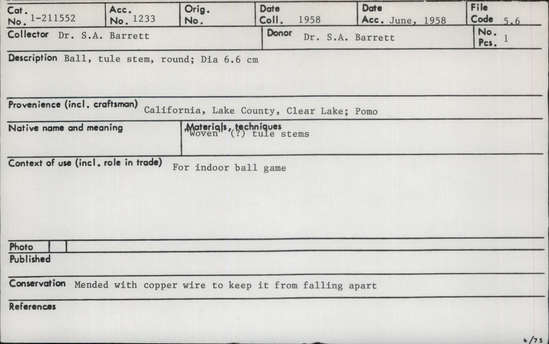 Cat. No. 1-211552 Acc. No. 1233 Orig. No. Date Coll. 1958 Date Acc. June, 1958 File Code 5.6
Collector Dr. S.A. Barrett Donor Dr. S.A. Barrett No. Pcs. 1
Description Ball, tule stem, round; Dia 6.6 cm
Provenience (incl. craftsman) California, Lake County, Clear Lake; Pomo
Native name and meaning Materials, techniques
"Woven" (?) tule stems
Context of use (incl. role in trade) For indoor ball game
Photo
Published
Conservation Mended with copper wire to keep it from falling apart
References
6/75